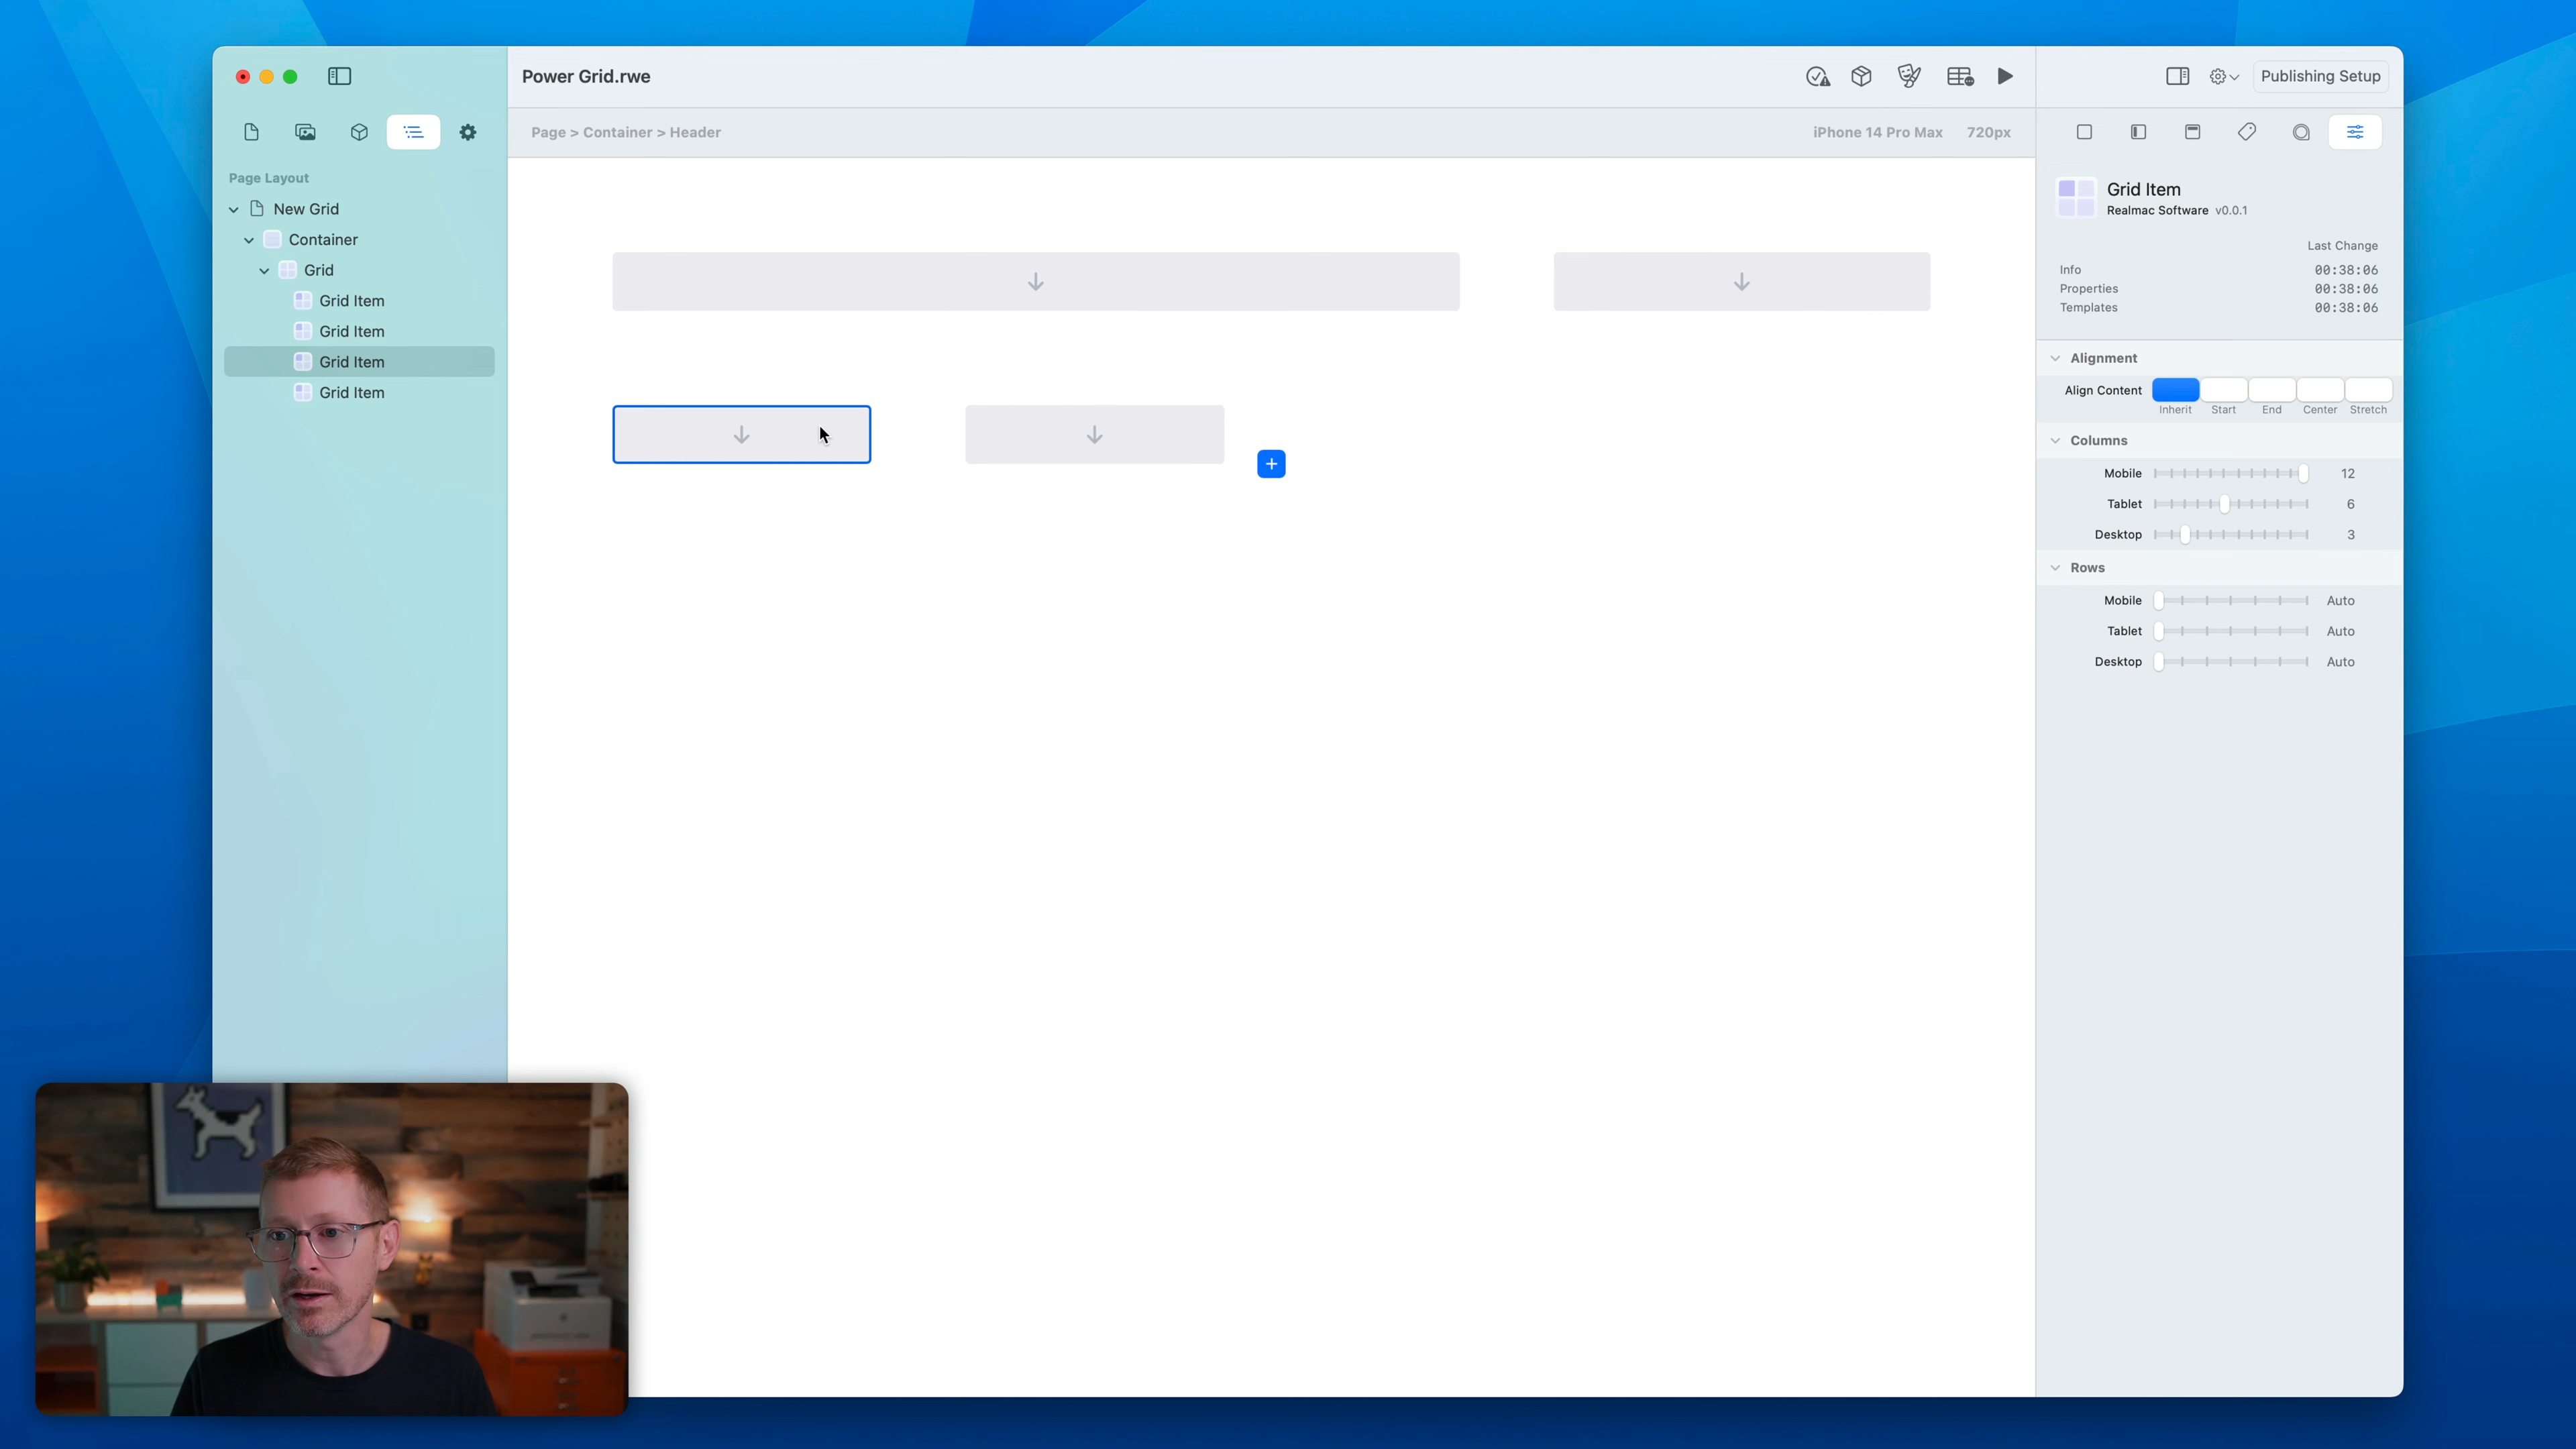 Power Grid.rwe
Publishing Setup
Page > Container > Header
iPhone 14 Pro Max 720px
Page Layout
New Grid
Container
Grid
Grid Item
Grid Item
Grid Item
Grid Item
Grid Item
Realmac Software v0.0.1
Last Change
Info 00:38:06
Properties 00:38:06
Templates 00:38:06
Alignment
Align Content
Inherit Start End Center Stretch
Columns
Mobile 12
Tablet 6
Desktop 3
Rows
Mobile Auto
Tablet Auto
Desktop Auto